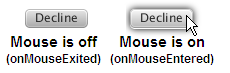 Decline
Mouse is off
(onMouseExited)
Decline
Mouse is on
(onMouseEntered)